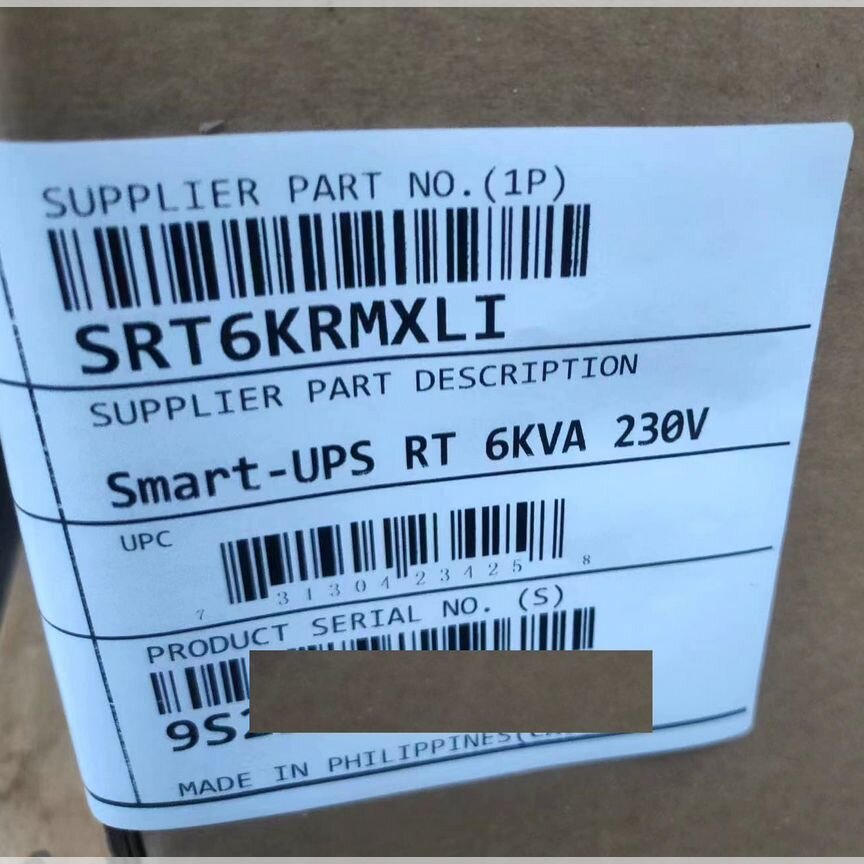 SUPPLIER PART NO.(1P)
SRT6KRMXLI
SUPPLIER PART DESCRIPTION
Smart-UPS RT 6KVA 230V
UPC
7 31304 23425 8
PRODUCT SERIAL NO. (S)
9S
MADE IN PHILIPPINES